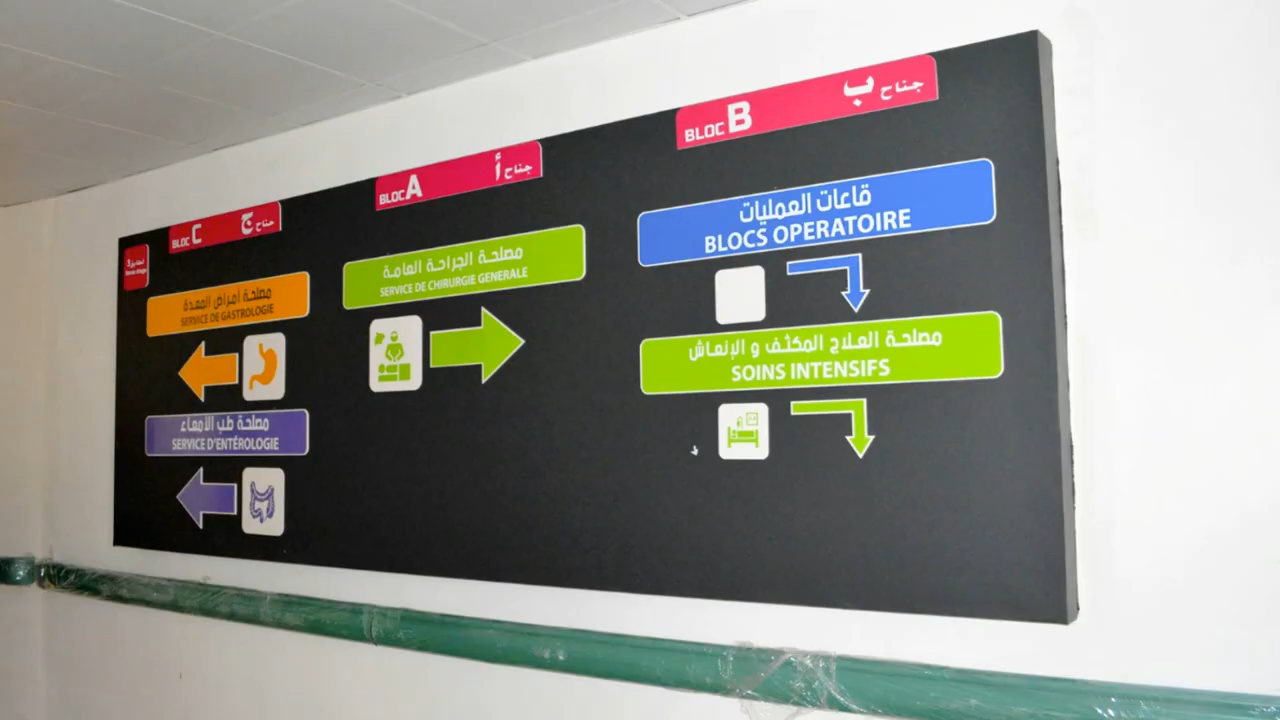 BLOC C جناح ج
مصلحة أمراض المعدة
SERVICE DE GASTROLOGIE
مصلحة طب الأمعاء
SERVICE D'ENTÉROLOGIE
BLOC A جناح أ
مصلحة الجراحة العامة
SERVICE DE CHIRURGIE GENERALE
BLOC B جناح ب
قاعات العمليات
BLOCS OPERATOIRE
مصلحة العلاج المكثف و الإنعاش
SOINS INTENSIFS